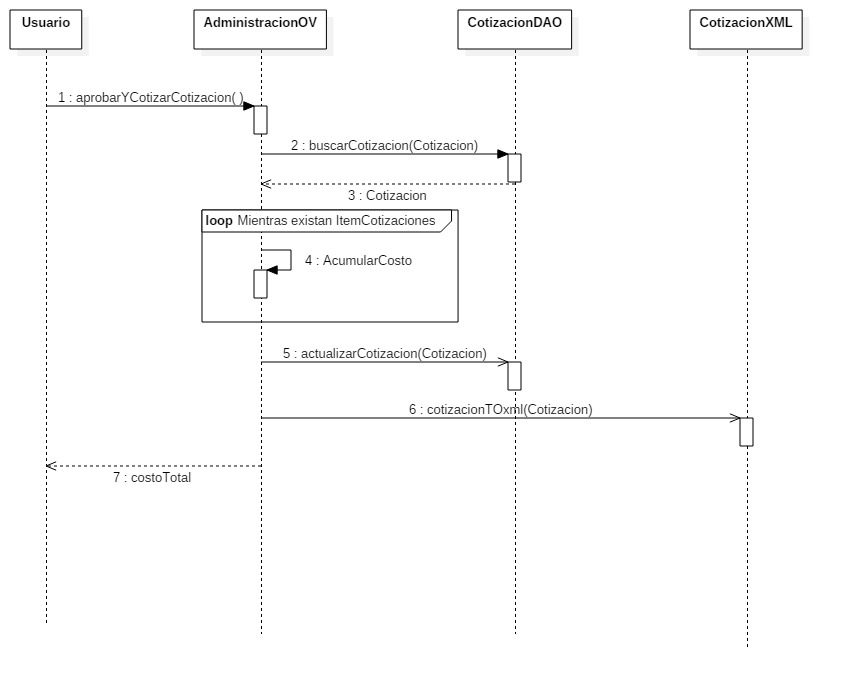 Usuario
AdministracionOV
CotizacionDAO
CotizacionXML
1 : aprobarYCotizarCotizacion( )
2 : buscarCotizacion(Cotizacion)
3 : Cotizacion
loop Mientras existan ItemCotizaciones
4 : AcumularCosto
5 : actualizarCotizacion(Cotizacion)
6 : cotizacionTOxml(Cotizacion)
7 : costoTotal